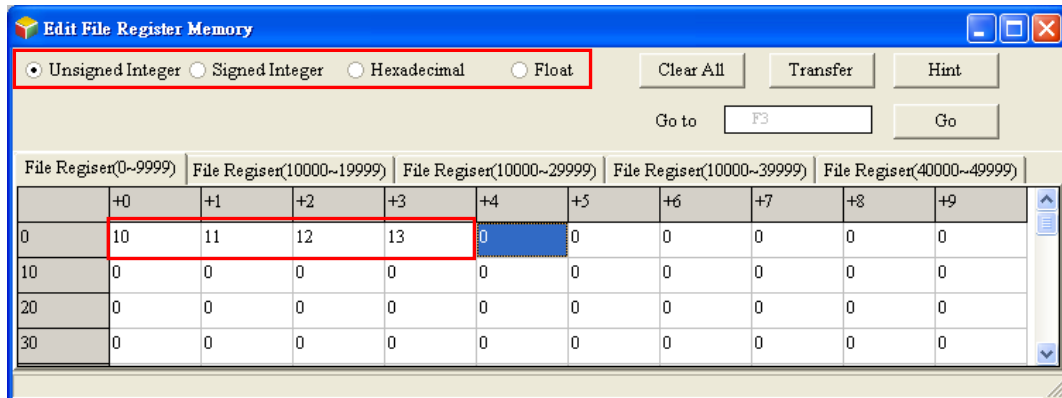 Edit File Register Memory
Unsigned Integer Signed Integer Hexadecimal Float Clear All Transfer Hint
Go to F3 Go
File Regiser(0~9999) File Regiser(10000~19999) File Regiser(10000~29999) File Regiser(10000~39999) File Regiser(40000~49999)
+0 +1 +2 +3 +4 +5 +6 +7 +8 +9
0 10 11 12 13 0 0 0 0 0 0
10 0 0 0 0 0 0 0 0 0 0
20 0 0 0 0 0 0 0 0 0 0
30 0 0 0 0 0 0 0 0 0 0